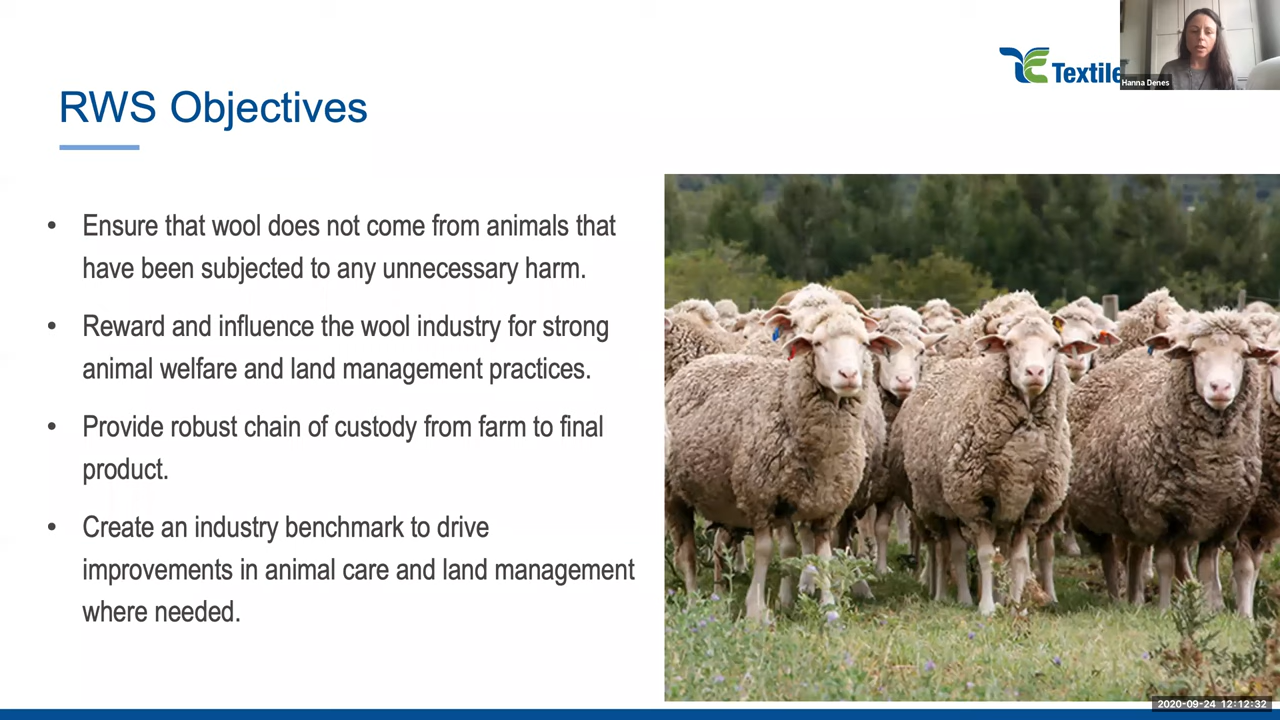 Textile
Hanna Denes
RWS Objectives
• Ensure that wool does not come from animals that
have been subjected to any unnecessary harm.
• Reward and influence the wool industry for strong
animal welfare and land management practices.
• Provide robust chain of custody from farm to final
product.
• Create an industry benchmark to drive
improvements in animal care and land management
where needed.
2020-09-24 12:12:32